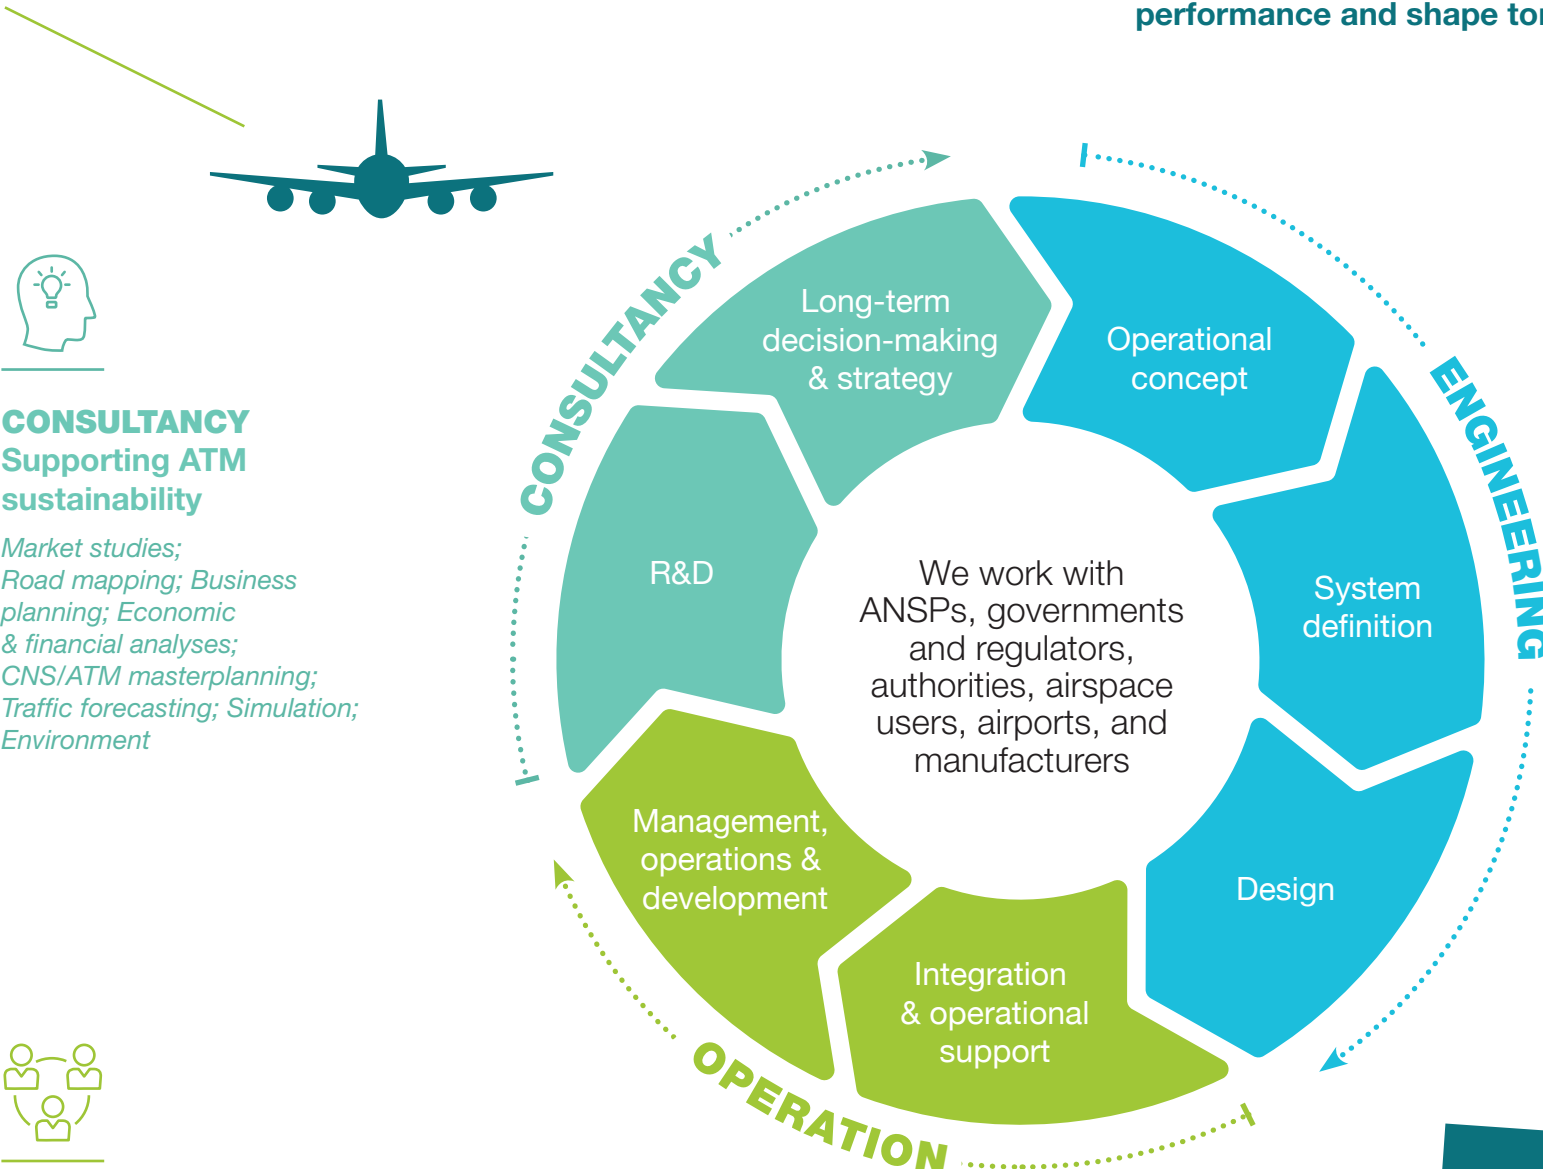 performance and shape
CONSULTANCY
Supporting ATM
sustainability
Market studies;
Road mapping; Business
planning; Economic
& financial analyses;
CNS/ATM masterplanning;
Traffic forecasting; Simulation;
Environment
CONSULTANCY
Long-term
decision-making
& strategy
R&D
ENGINEERING
Operational
concept
System
definition
Design
OPERATION
Integration
& operational
support
Management,
operations &
development
We work with
ANSPs, governments
and regulators,
authorities, airspace
users, airports, and
manufacturers